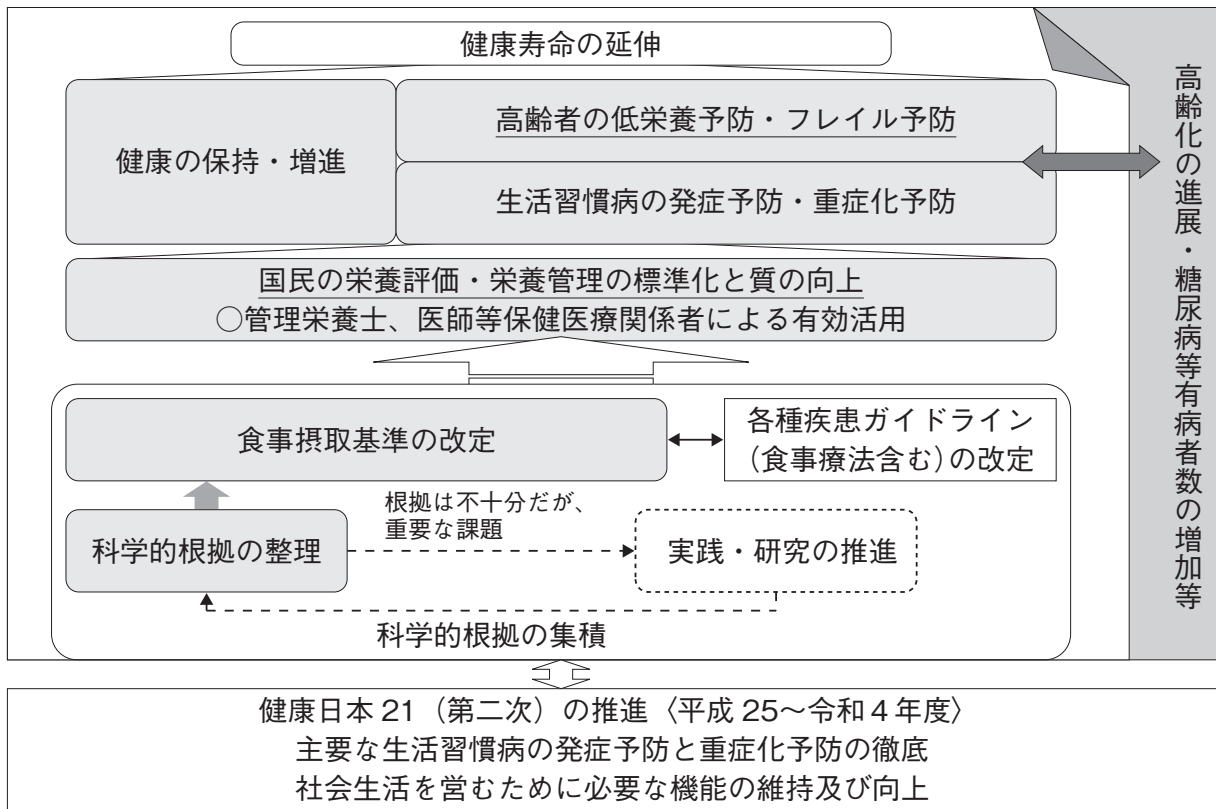 健康寿命の延伸
健康の保持・増進
高齢者の低栄養予防・フレイル予防
生活習慣病の発症予防・重症化予防
高齢化の進展・糖尿病等有病者数の増加等
国民の栄養評価・栄養管理の標準化と質の向上
○管理栄養士、医師等保健医療関係者による有効活用
食事摂取基準の改定
各種疾患ガイドライン
(食事療法含む)の改定
根拠は不十分だが、
重要な課題
科学的根拠の整理
実践・研究の推進
科学的根拠の集積
健康日本 21（第二次）の推進〈平成 25～令和 4 年度〉
主要な生活習慣病の発症予防と重症化予防の徹底
社会生活を営むために必要な機能の維持及び向上